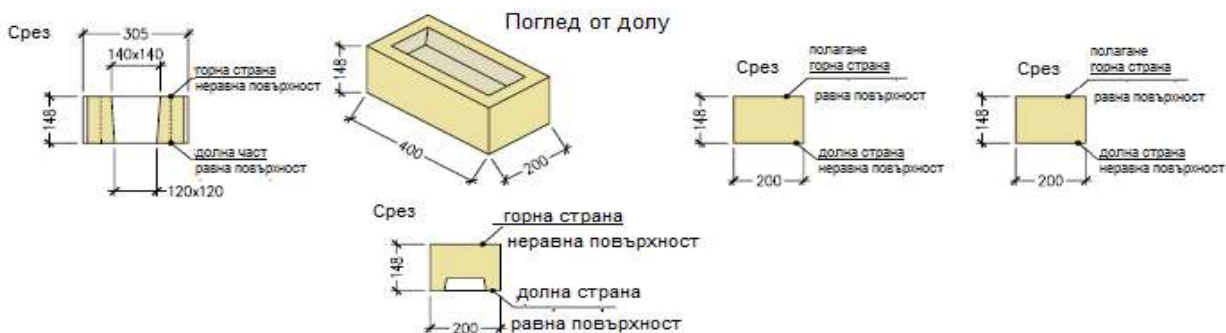 Поглед от долу
Срез
305
140x140
горна страна
неравна повърхност
148
долна част
равна повърхност
120x120
148
400
200
Срез
полагане
горна страна
равна повърхност
148
долна страна
неравна повърхност
200
Срез
полагане
горна страна
равна повърхност
148
долна страна
неравна повърхност
200
Срез
горна страна
неравна повърхност
148
долна страна
равна повърхност
200